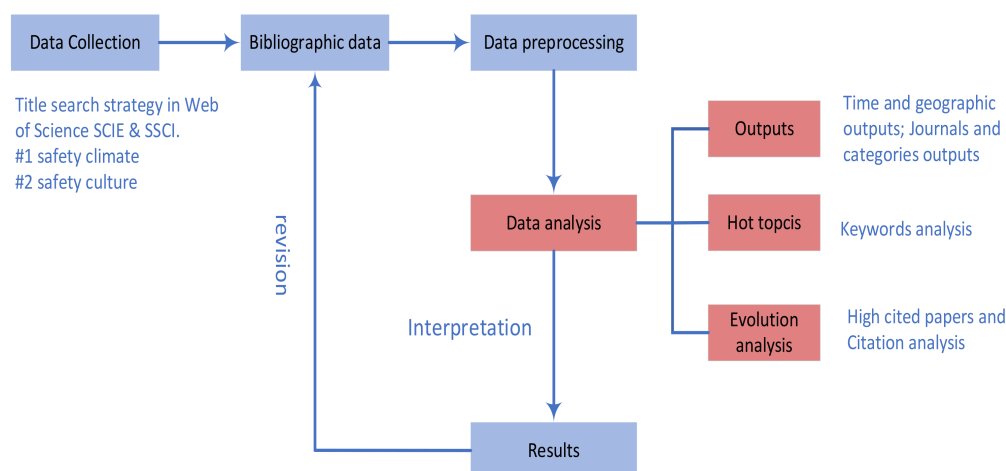 Data Collection
Bibliographic data
Data preprocessing
Title search strategy in Web
of Science SCIE & SSCI.
#1 safety climate
#2 safety culture
Outputs
Time and geographic
outputs; Journals and
categories outputs
revision
Data analysis
Hot topcis
Keywords analysis
Interpretation
Evolution
analysis
High cited papers and
Citation analysis
Results